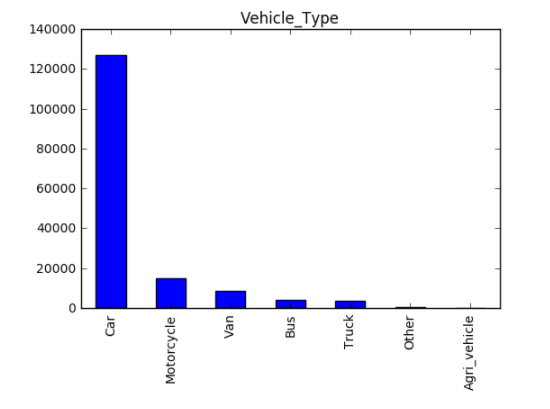 Vehicle_Type
140000
120000
100000
80000
60000
40000
20000
0
Car
Motorcycle
Van
Bus
Truck
Other
Agri_vehicle